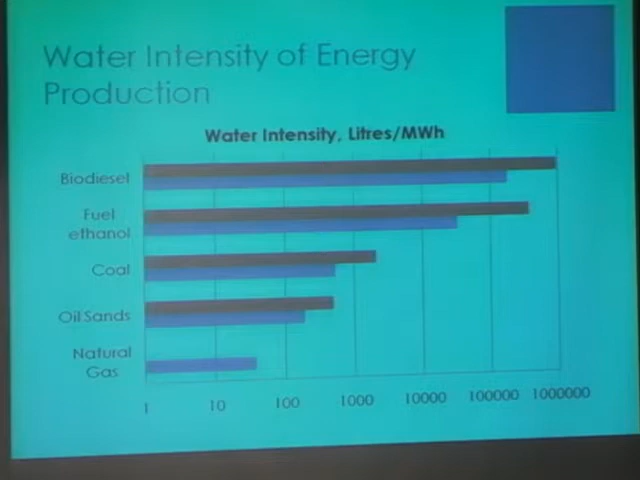 Water Intensity of Energy
Production
Water Intensity, Litres/MWh
Biodiesel
Fuel
ethanol
Coal
Oil Sands
Natural
Gas
1 10 100 1000 10000 100000 1000000